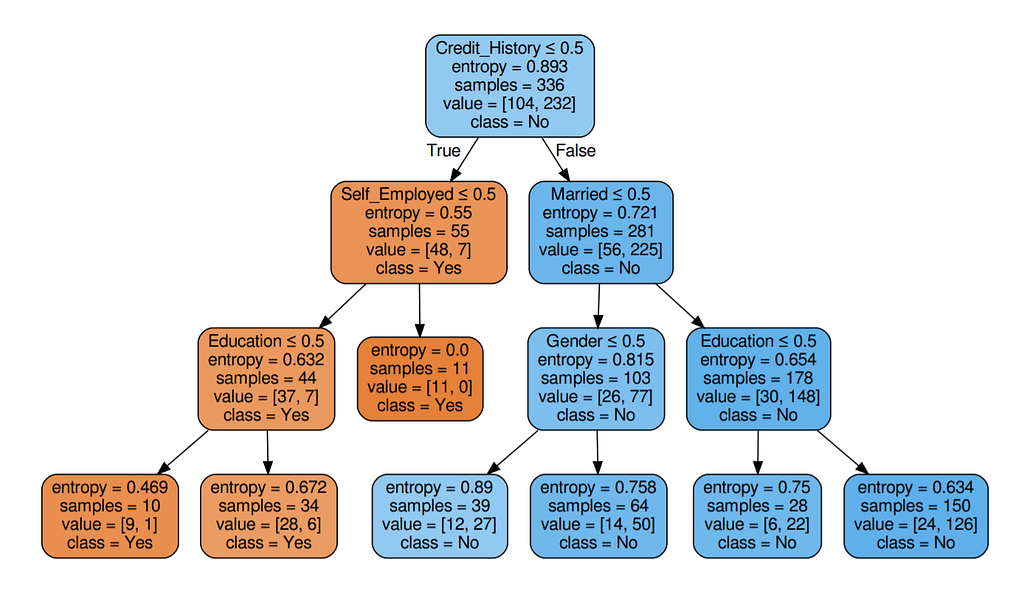 Credit_History ≤ 0.5
entropy = 0.893
samples = 336
value = [104, 232]
class = No
True
False
Self_Employed ≤ 0.5
entropy = 0.55
samples = 55
value = [48, 7]
class = Yes
Married ≤ 0.5
entropy = 0.721
samples = 281
value = [56, 225]
class = No
Education ≤ 0.5
entropy = 0.632
samples = 44
value = [37, 7]
class = Yes
entropy = 0.0
samples = 11
value = [11, 0]
class = Yes
Gender ≤ 0.5
entropy = 0.815
samples = 103
value = [26, 77]
class = No
Education ≤ 0.5
entropy = 0.654
samples = 178
value = [30, 148]
class = No
entropy = 0.469
samples = 10
value = [9, 1]
class = Yes
entropy = 0.672
samples = 34
value = [28, 6]
class = Yes
entropy = 0.89
samples = 39
value = [12, 27]
class = No
entropy = 0.758
samples = 64
value = [14, 50]
class = No
entropy = 0.75
samples = 28
value = [6, 22]
class = No
entropy = 0.634
samples = 150
value = [24, 126]
class = No